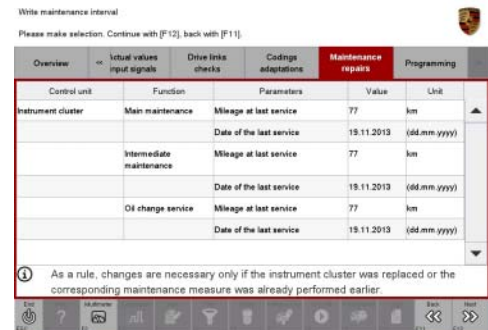 Write maintenance interval
Please make selection. Continue with [F12], back with [F11].
Overview « Actual values input signals Drive links checks Codings adaptations Maintenance repairs Programming
Control unit Function Parameters Value Unit
Instrument cluster Main maintenance Mileage at last service 77 km
Date of the last service 19.11.2013 (dd.mm.yyyy)
Intermediate maintenance Mileage at last service 77 km
Date of the last service 19.11.2013 (dd.mm.yyyy)
Oil change service Mileage at last service 77 km
Date of the last service 19.11.2013 (dd.mm.yyyy)
As a rule, changes are necessary only if the instrument cluster was replaced or the
corresponding maintenance measure was already performed earlier.
End Multimeter Back Next